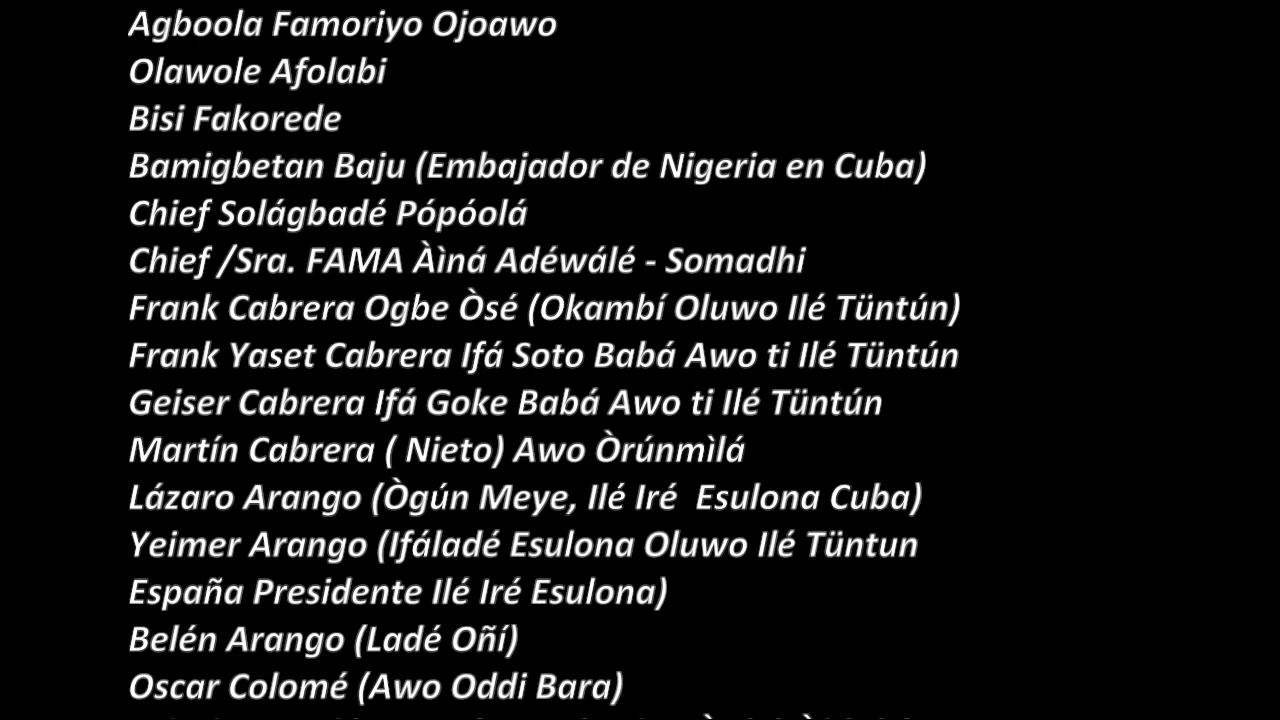 Agboola Famoriyo Ojoawo
Olawole Afolabi
Bisi Fakorede
Bamigbetan Baju (Embajador de Nigeria en Cuba)
Chief Solágbadé Pópóolá
Chief /Sra. FAMA Àìná Adéwálé - Somadhi
Frank Cabrera Ogbe Òsé (Okambí Oluwo Ilé Tüntún)
Frank Yaset Cabrera Ifá Soto Babá Awo ti Ilé Tüntún
Geiser Cabrera Ifá Goke Babá Awo ti Ilé Tüntún
Martín Cabrera ( Nieto) Awo Òrúnmìlá
Lázaro Arango (Ògún Meye, Ilé Iré  Esulona Cuba)
Yeimer Arango (Ifáladé Esulona Oluwo Ilé Tüntun
España Presidente Ilé Iré Esulona)
Belén Arango (Ladé Oñí)
Oscar Colomé (Awo Oddi Bara)